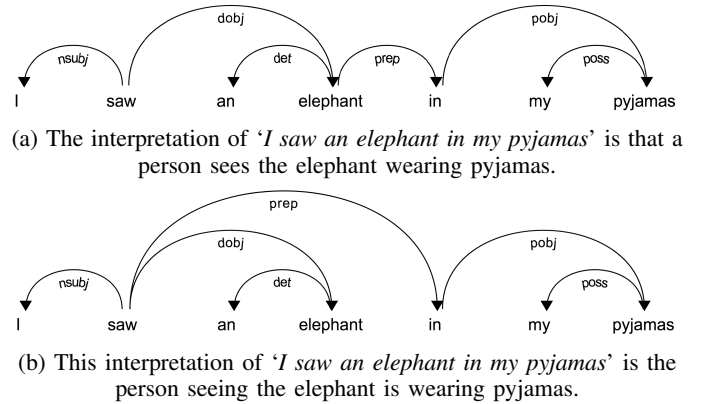 dobj pobj
nsubj det prep poss
I saw an elephant in my pyjamas
(a) The interpretation of ‘I saw an elephant in my pyjamas’ is that a
person sees the elephant wearing pyjamas.
prep
dobj pobj
nsubj det poss
I saw an elephant in my pyjamas
(b) This interpretation of ‘I saw an elephant in my pyjamas’ is the
person seeing the elephant is wearing pyjamas.